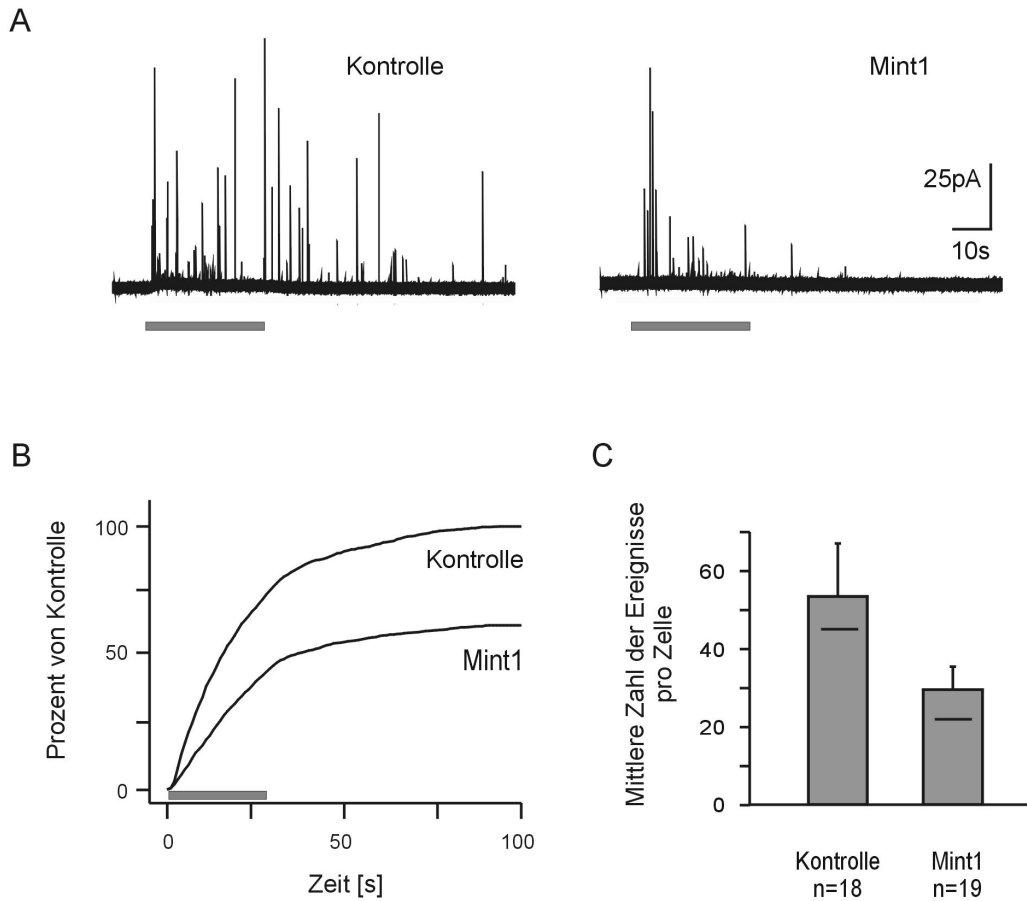 A
Kontrolle
Mint1
25pA
10s
B
Prozent von Kontrolle
100
50
0
Kontrolle
Mint1
0
50
100
Zeit [s]
C
Mittlere Zahl der Ereignisse
pro Zelle
60
40
20
0
Kontrolle
n=18
Mint1
n=19